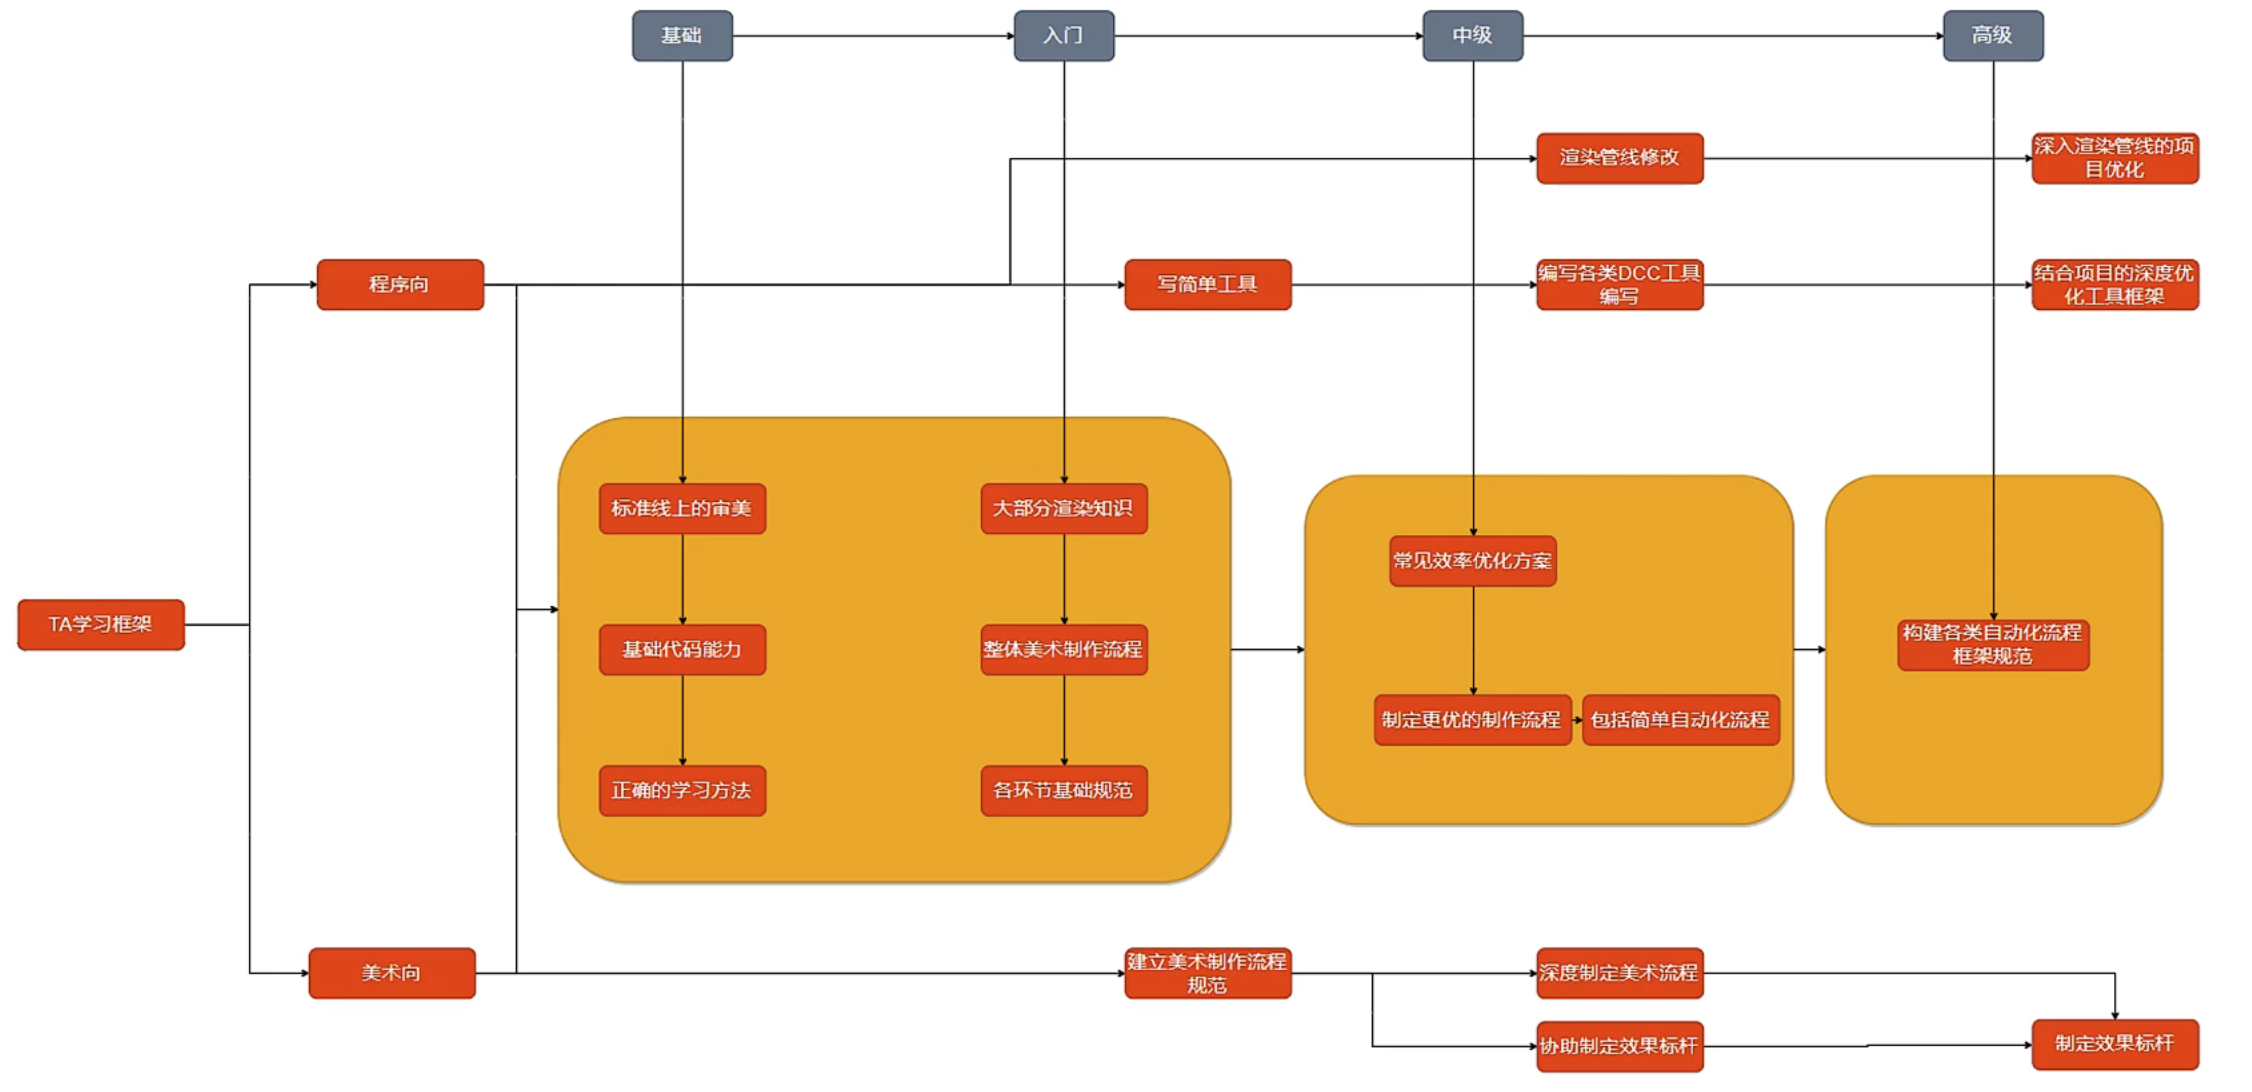 基础
入门
中级
高级
渲染管线修改
深入渲染管线的项
目优化
程序向
写简单工具
编写各类DCC工具
编写
结合项目的深度优
化工具框架
标准线上的审美
大部分渲染知识
常见效率优化方案
TA学习框架
基础代码能力
整体美术制作流程
构建各类自动化流程
框架规范
制定更优的制作流程
包括简单自动化流程
正确的学习方法
各环节基础规范
美术向
建立美术制作流程
规范
深度制定美术流程
协助制定效果标杆
制定效果标杆